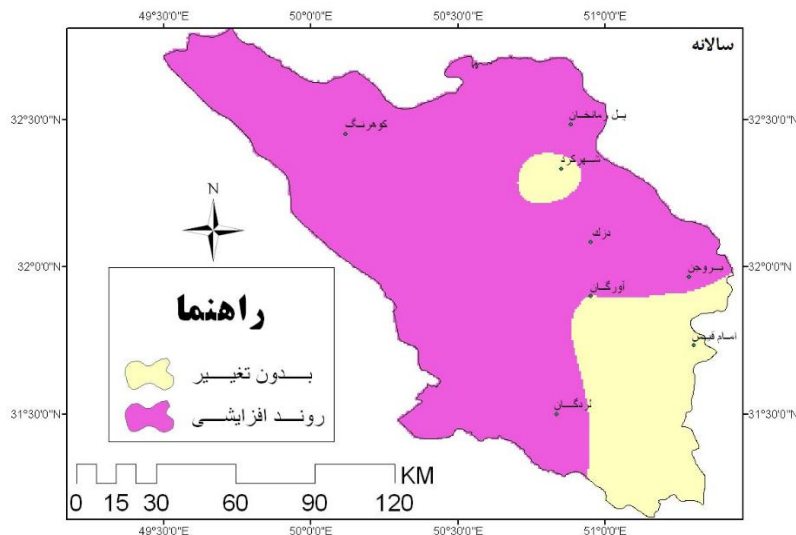 49°30'0"E 50°0'0"E 50°30'0"E 51°0'0"E
سالانه
32°30'0"N 32°30'0"N
پل زمانخان
کوهرنگ
شهرکرد
N
دزک
32°0'0"N 32°0'0"N
بروجن
آورگان
راهنما
امام قیس
بدون تغییر
روند افزایشی
لردگان
31°30'0"N 31°30'0"N
KM
0 15 30 60 90 120
49°30'0"E 50°0'0"E 50°30'0"E 51°0'0"E